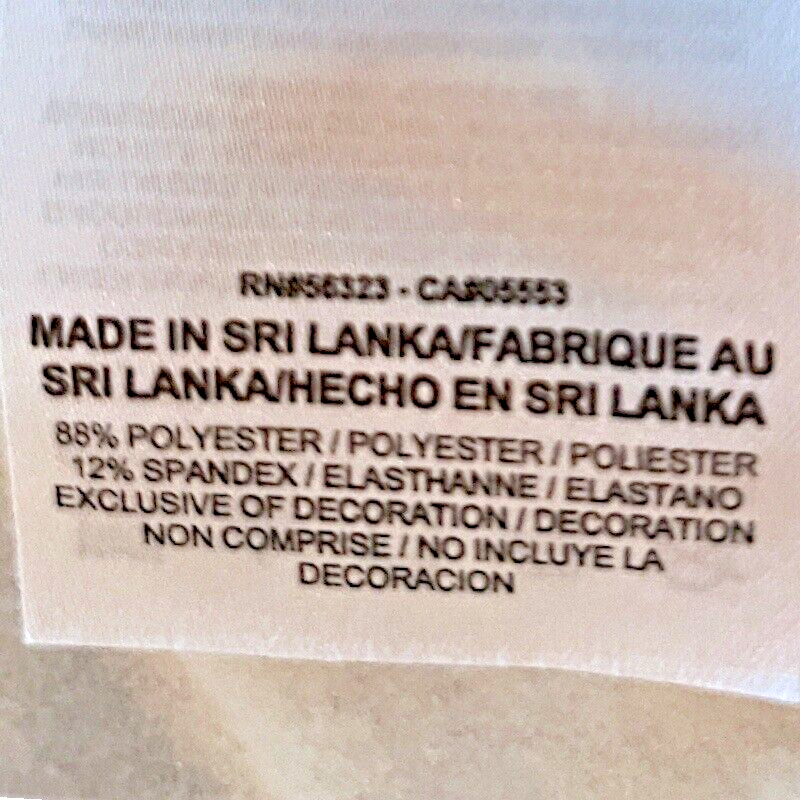 RN#56323 - CA#05553
MADE IN SRI LANKA/FABRIQUE AU
SRI LANKA/HECHO EN SRI LANKA
88% POLYESTER / POLYESTER / POLIESTER
12% SPANDEX / ELASTHANNE / ELASTANO
EXCLUSIVE OF DECORATION / DECORATION
NON COMPRISE / NO INCLUYE LA
DECORACION